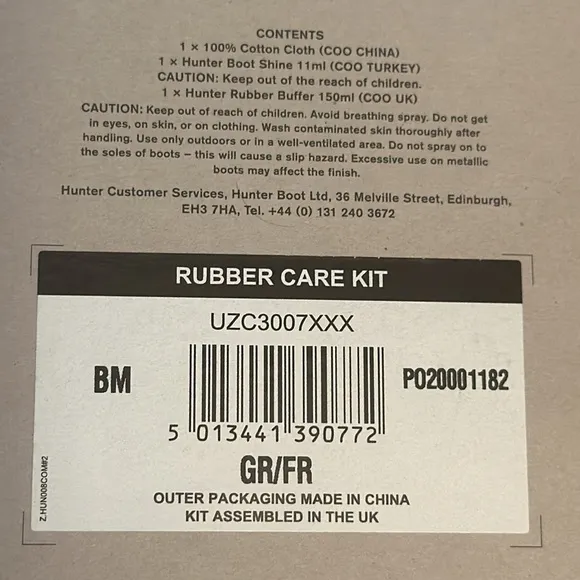 CONTENTS
1 × 100% Cotton Cloth (COO CHINA)
1 × Hunter Boot Shine 11ml (COO TURKEY)
CAUTION: Keep out of the reach of children.
1 × Hunter Rubber Buffer 150ml (COO UK)
CAUTION: Keep out of reach of children. Avoid breathing spray. Do not get
in eyes, on skin, or on clothing. Wash contaminated skin thoroughly after
handling. Use only outdoors or in a well-ventilated area. Do not spray on to
the soles of boots – this will cause a slip hazard. Excessive use on metallic
boots may affect the finish.
Hunter Customer Services, Hunter Boot Ltd, 36 Melville Street, Edinburgh,
EH3 7HA, Tel. +44 (0) 131 240 3672
RUBBER CARE KIT
UZC3007XXX
BM
PO20001182
5 013441 390772
GR/FR
OUTER PACKAGING MADE IN CHINA
KIT ASSEMBLED IN THE UK
Z.HUN008COM#2